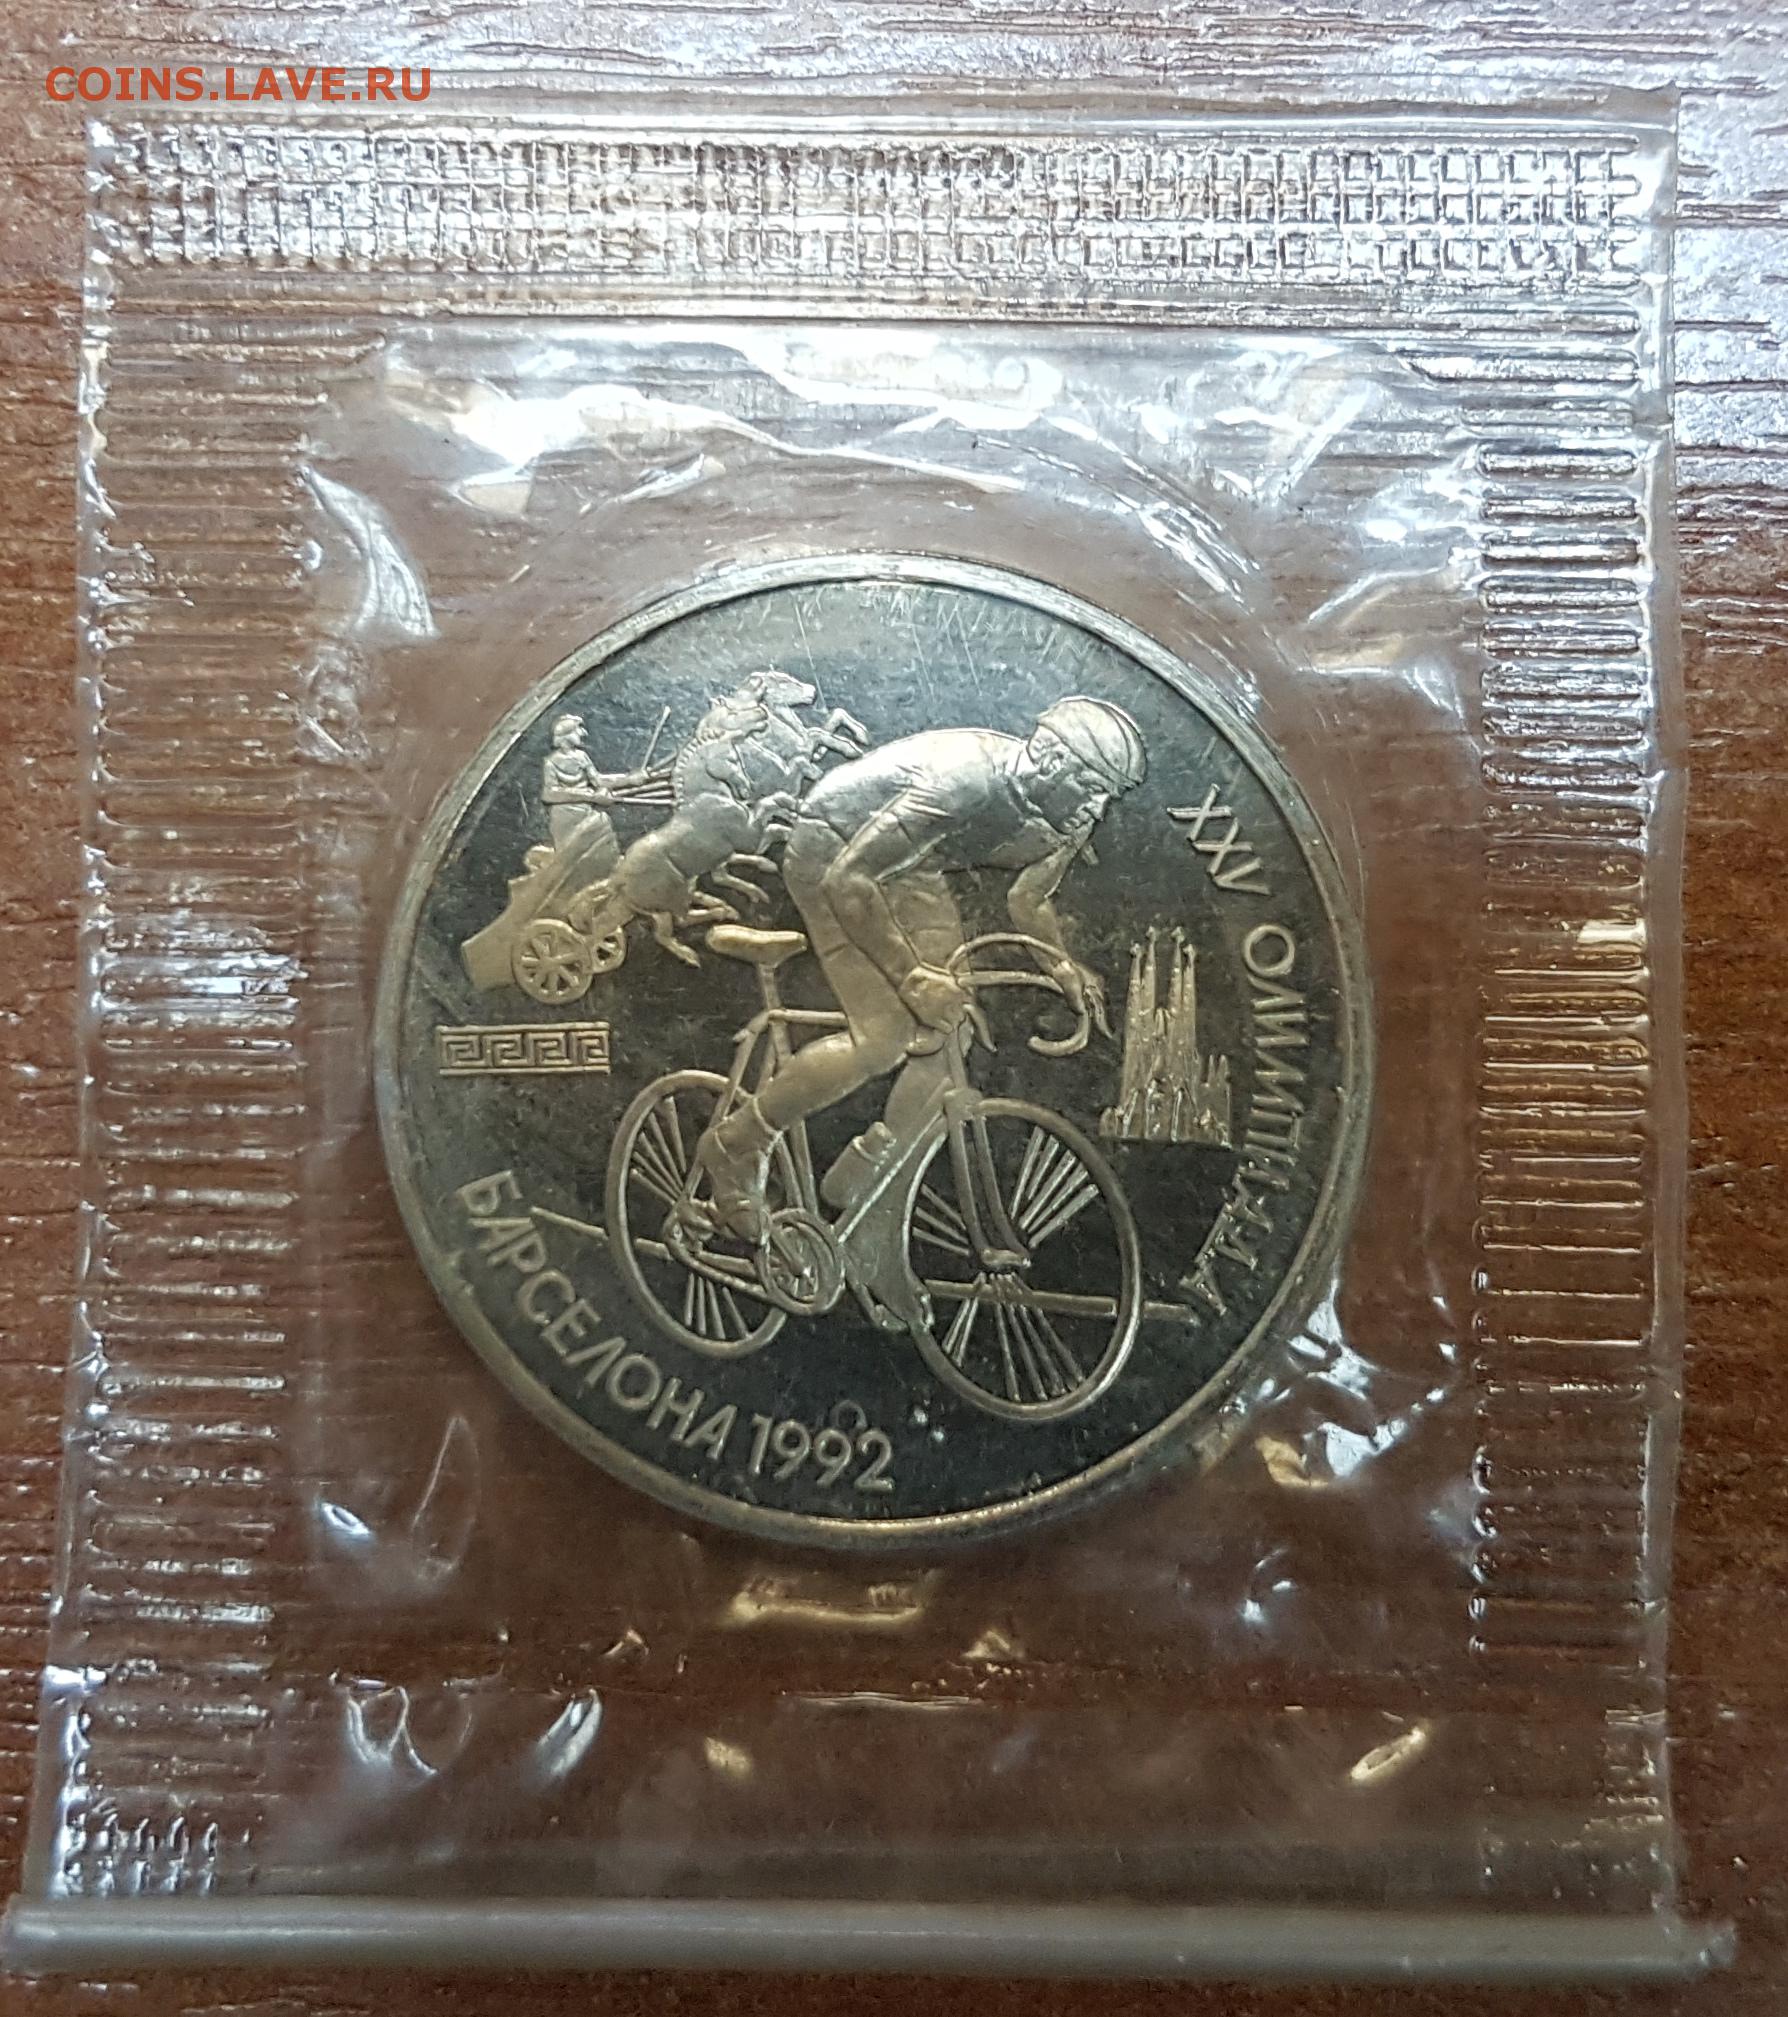 COINS.LAVE.RU
XXV ОЛИМПИАДА
БАРСЕЛОНА 1992